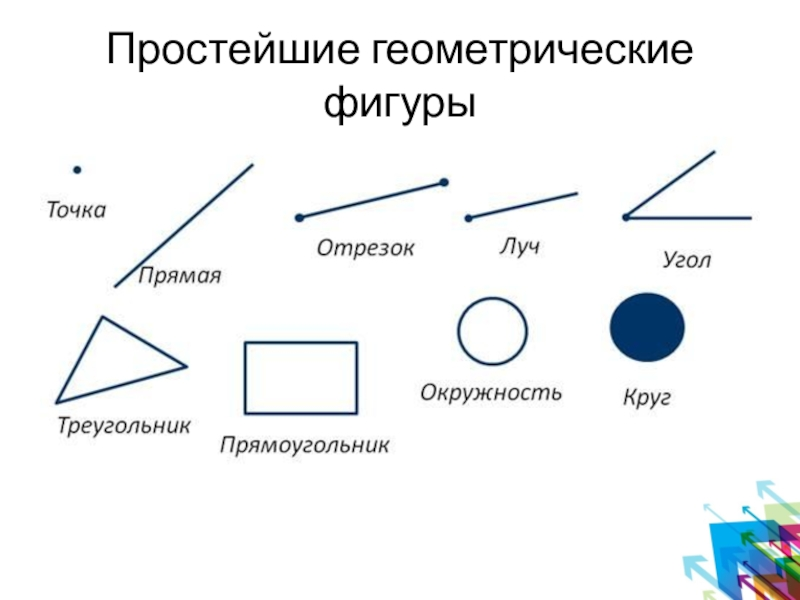 Простейшие геометрические
фигуры
Точка
Прямая
Отрезок
Луч
Угол
Треугольник
Прямоугольник
Окружность
Круг